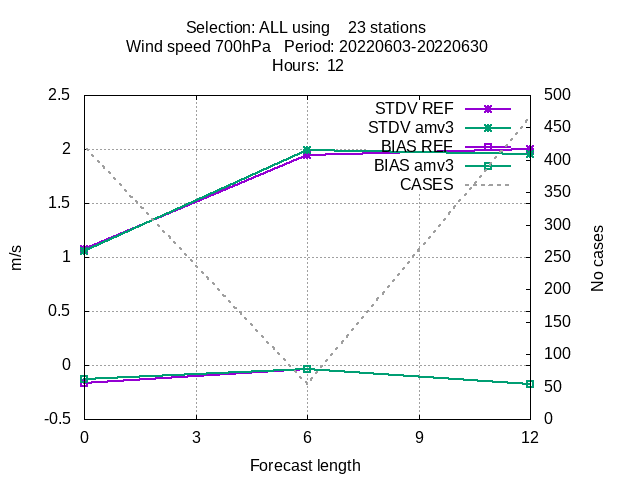 Selection: ALL using 23 stations
Wind speed 700hPa Period: 20220603-20220630
Hours: 12
STDV REF
STDV amv3
BIAS REF
BIAS amv3
CASES
2.5
2
1.5
1
0.5
0
-0.5
m/s
500
450
400
350
300
250
200
150
100
50
0
No cases
0 3 6 9 12
Forecast length